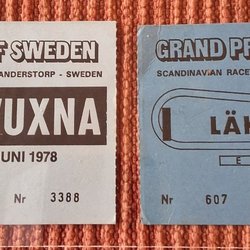 F SWEDEN
ANDERSTORP - SWEDEN
VUXNA
UNI 1978
Nr 3388
GRAND PR
SCANDINAVIAN RACE
LÄK
E
Nr 607